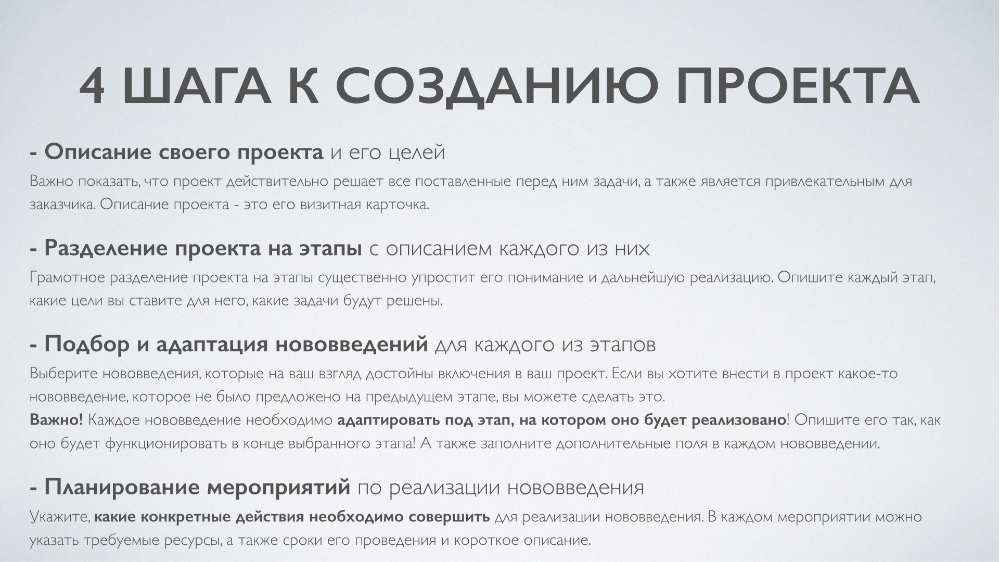 4 ШАГА К СОЗДАНИЮ ПРОЕКТА
- Описание своего проекта и его целей
Важно показать, что проект действительно решает все поставленные перед ним задачи, а также является привлекательным для
заказчика. Описание проекта - это его визитная карточка.
- Разделение проекта на этапы с описанием каждого из них
Грамотное разделение проекта на этапы существенно упростит его понимание и дальнейшую реализацию. Опишите каждый этап,
какие цели вы ставите для него, какие задачи будут решены.
- Подбор и адаптация нововведений для каждого из этапов
Выберите нововведения, которые на ваш взгляд достойны включения в ваш проект. Если вы хотите внести в проект какое-то
нововведение, которое не было предложено на предыдущем этапе, вы можете сделать это.
Важно! Каждое нововведение необходимо адаптировать под этап, на котором оно будет реализовано! Опишите его так, как
оно будет функционировать в конце выбранного этапа! А также заполните дополнительные поля в каждом нововведении.
- Планирование мероприятий по реализации нововведения
Укажите, какие конкретные действия необходимо совершить для реализации нововведения. В каждом мероприятии можно
указать требуемые ресурсы, а также сроки его проведения и короткое описание.